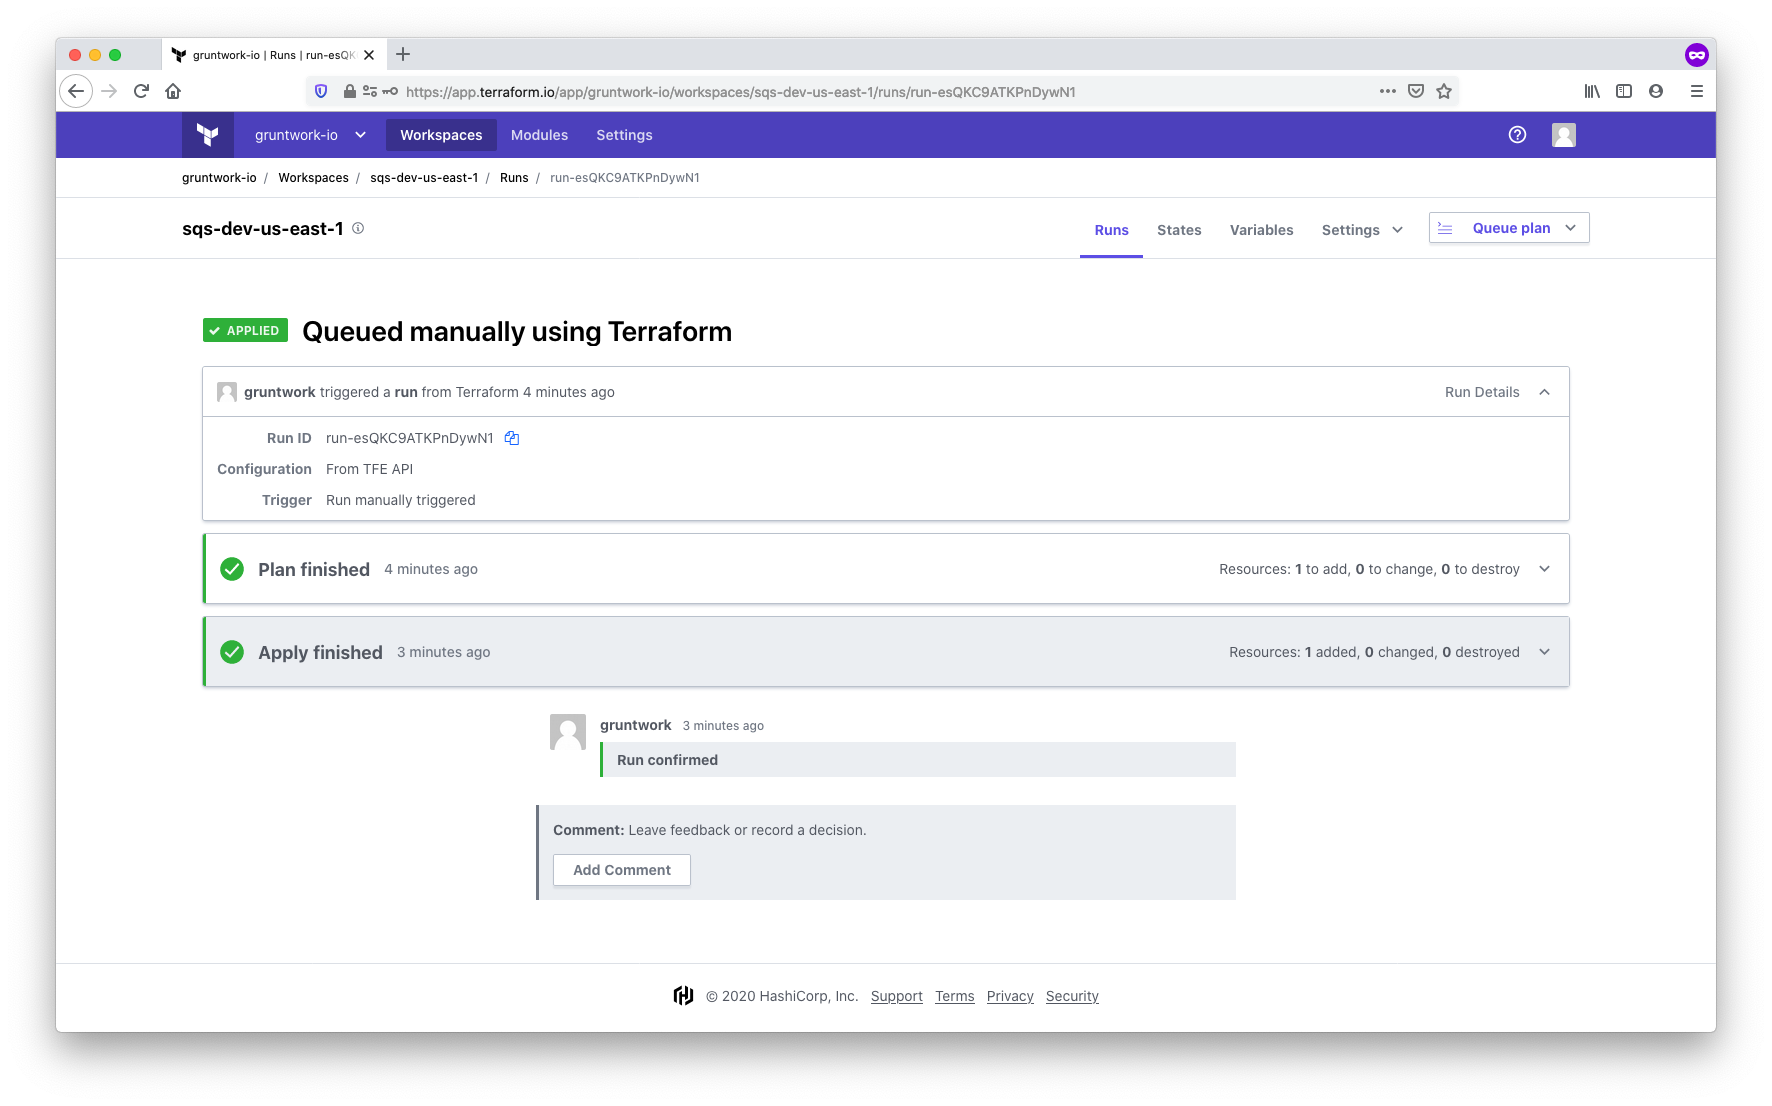 gruntwork-io | Runs | run-esQK
https://app.terraform.io/app/gruntwork-io/workspaces/sqs-dev-us-east-1/runs/run-esQKC9ATKPnDywN1
gruntwork-io Workspaces Modules Settings
gruntwork-io / Workspaces / sqs-dev-us-east-1 / Runs / run-esQKC9ATKPnDywN1
sqs-dev-us-east-1 Runs States Variables Settings Queue plan
APPLIED Queued manually using Terraform
gruntwork triggered a run from Terraform 4 minutes ago Run Details
Run ID run-esQKC9ATKPnDywN1
Configuration From TFE API
Trigger Run manually triggered
Plan finished 4 minutes ago Resources: 1 to add, 0 to change, 0 to destroy
Apply finished 3 minutes ago Resources: 1 added, 0 changed, 0 destroyed
gruntwork 3 minutes ago
Run confirmed
Comment: Leave feedback or record a decision.
Add Comment
© 2020 HashiCorp, Inc. Support Terms Privacy Security